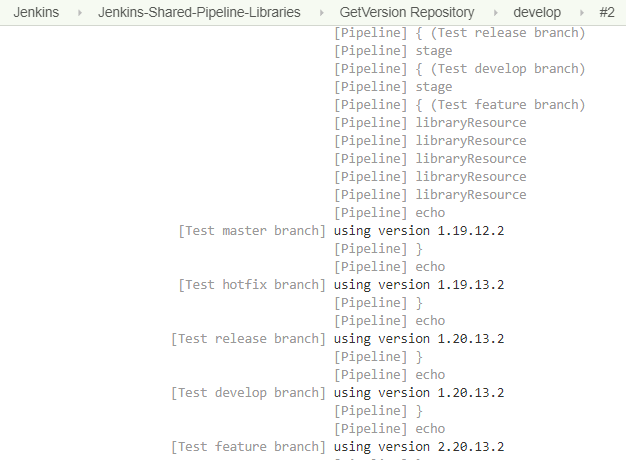 Jenkins › Jenkins-Shared-Pipeline-Libraries › GetVersion Repository › develop › #2
[Pipeline] { (Test release branch)
[Pipeline] stage
[Pipeline] { (Test develop branch)
[Pipeline] stage
[Pipeline] { (Test feature branch)
[Pipeline] libraryResource
[Pipeline] libraryResource
[Pipeline] libraryResource
[Pipeline] libraryResource
[Pipeline] libraryResource
[Pipeline] echo
[Test master branch] using version 1.19.12.2
[Pipeline] }
[Pipeline] echo
[Test hotfix branch] using version 1.19.13.2
[Pipeline] }
[Pipeline] echo
[Test release branch] using version 1.20.13.2
[Pipeline] }
[Pipeline] echo
[Test develop branch] using version 1.20.13.2
[Pipeline] }
[Pipeline] echo
[Test feature branch] using version 2.20.13.2